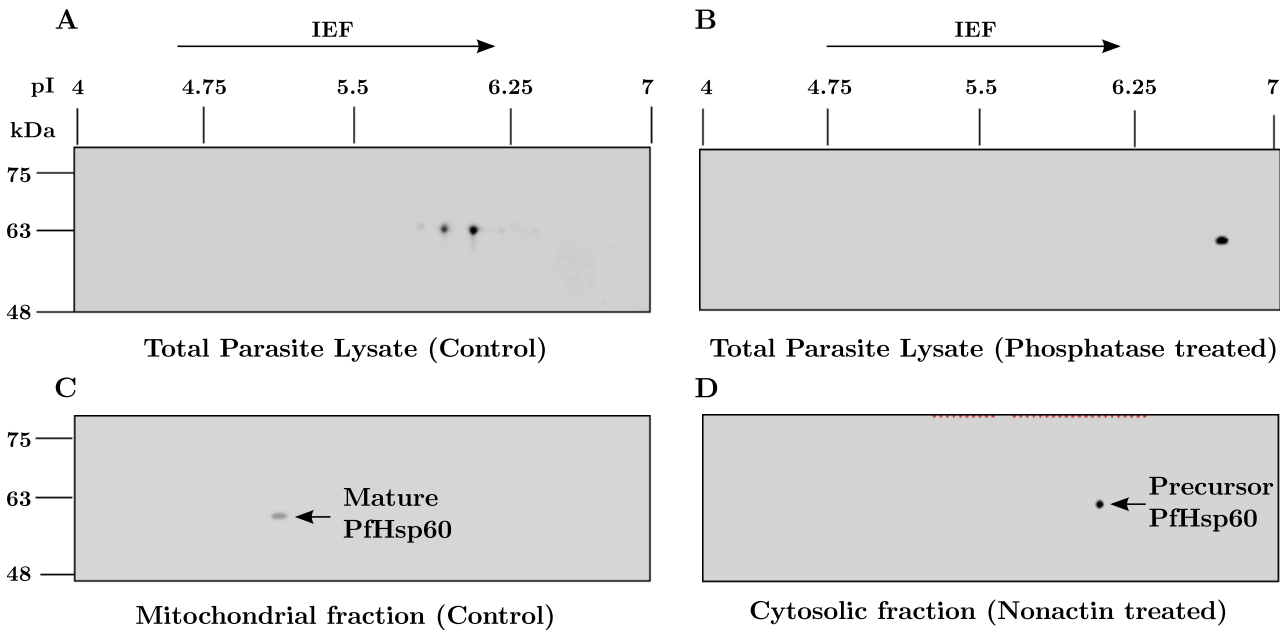 A
IEF
pI 4 4.75 5.5 6.25 7
kDa
75
63
48
Total Parasite Lysate (Control)
B
IEF
4 4.75 5.5 6.25 7
Total Parasite Lysate (Phosphatase treated)
C
75
63
48
Mature
PfHsp60
Mitochondrial fraction (Control)
D
Precursor
PfHsp60
Cytosolic fraction (Nonactin treated)